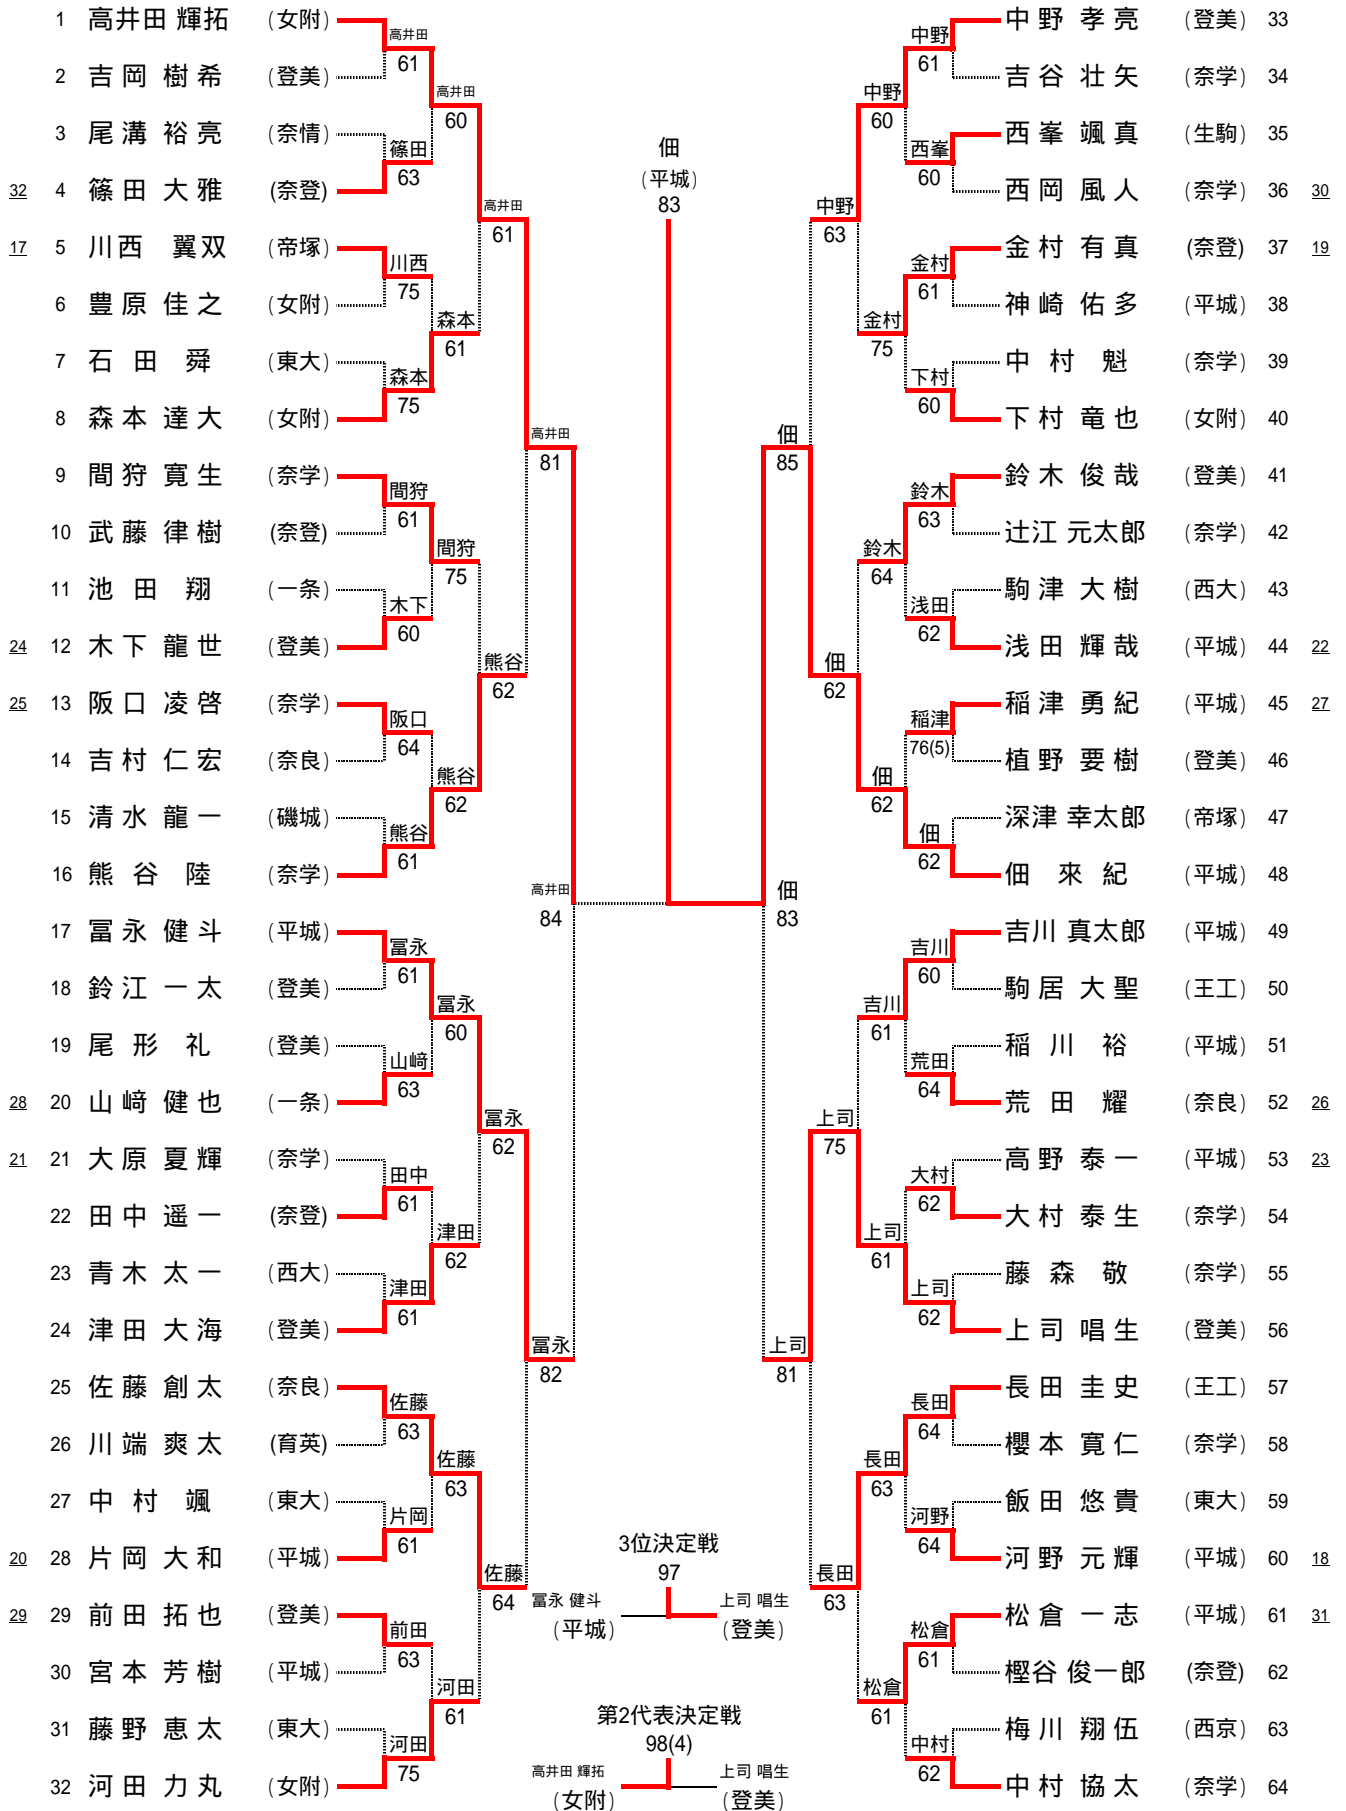 1 高井田 輝拓 (女附)
2 吉岡 樹希 (登美)
3 尾溝 裕亮 (奈情)
32 4 篠田 大雅 (奈登)
17 5 川西 翼双 (帝塚)
6 豊原 佳之 (女附)
7 石田 舜 (東大)
8 森本 達大 (女附)
9 間狩 寛生 (奈学)
10 武藤 律樹 (奈登)
11 池田 翔 (一条)
24 12 木下 龍世 (登美)
25 13 阪口 凌啓 (奈学)
14 吉村 仁宏 (奈良)
15 清水 龍一 (磯城)
16 熊谷 陸 (奈学)
17 冨永 健斗 (平城)
18 鈴江 一太 (登美)
19 尾形 礼 (登美)
28 20 山﨑 健也 (一条)
21 21 大原 夏輝 (奈学)
22 田中 遥一 (奈登)
23 青木 太一 (西大)
24 津田 大海 (登美)
25 佐藤 創太 (奈良)
26 川端 爽太 (育英)
27 中村 颯 (東大)
20 28 片岡 大和 (平城)
29 29 前田 拓也 (登美)
30 宮本 芳樹 (平城)
31 藤野 恵太 (東大)
32 河田 力丸 (女附)
高井田
61
篠田
63
川西
75
森本
75
間狩
61
木下
60
阪口
64
熊谷
61
冨永
61
山﨑
63
田中
61
津田
61
佐藤
63
片岡
61
前田
63
河田
75
高井田
60
森本
61
間狩
75
熊谷
62
冨永
60
津田
62
佐藤
63
河田
61
高井田
61
熊谷
62
冨永
62
佐藤
64
高井田
81
冨永
82
高井田
84
佃
(平城)
83
佃
83
佃
85
上司
81
中野
63
佃
62
上司
75
長田
63
中野
60
金村
75
鈴木
64
佃
62
吉川
61
上司
61
長田
63
松倉
61
中野
61
西峯
60
金村
61
下村
60
鈴木
63
浅田
62
稲津
76(5)
佃
62
吉川
60
荒田
64
大村
62
上司
62
長田
64
河野
64
松倉
61
中村
62
中野 孝亮 (登美) 33
吉谷 壮矢 (奈学) 34
西峯 颯真 (生駒) 35
西岡 風人 (奈学) 36 30
金村 有真 (奈登) 37 19
神崎 佑多 (平城) 38
中村 魁 (奈学) 39
下村 竜也 (女附) 40
鈴木 俊哉 (登美) 41
辻江 元太郎 (奈学) 42
駒津 大樹 (西大) 43
浅田 輝哉 (平城) 44 22
稲津 勇紀 (平城) 45 27
植野 要樹 (登美) 46
深津 幸太郎 (帝塚) 47
佃 來紀 (平城) 48
吉川 真太郎 (平城) 49
駒居 大聖 (王工) 50
稲川 裕 (平城) 51
荒田 耀 (奈良) 52 26
高野 泰一 (平城) 53 23
大村 泰生 (奈学) 54
藤森 敬 (奈学) 55
上司 唱生 (登美) 56
長田 圭史 (王工) 57
櫻本 寛仁 (奈学) 58
飯田 悠貴 (東大) 59
河野 元輝 (平城) 60 18
松倉 一志 (平城) 61 31
樫谷 俊一郎 (奈登) 62
梅川 翔伍 (西京) 63
中村 協太 (奈学) 64
3位決定戦
97
冨永 健斗 上司 唱生
(平城) (登美)
第2代表決定戦
98(4)
高井田 輝拓 上司 唱生
(女附) (登美)